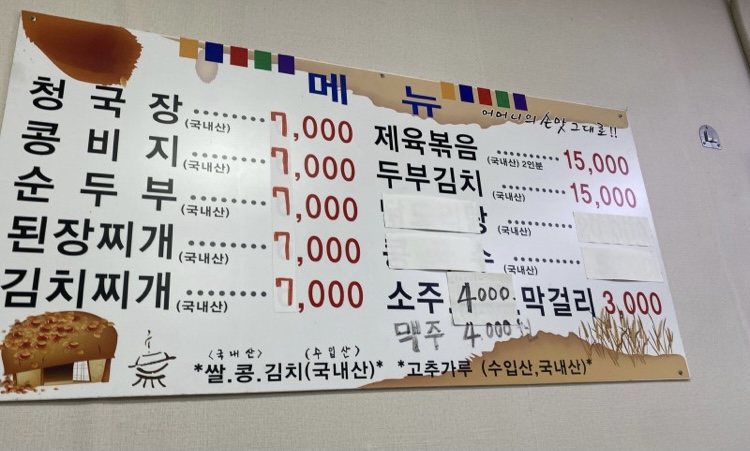 메뉴
어머니의 손맛 그대로!!
청국장(국내산) 7,000
콩비지(국내산) 7,000
순두부(국내산) 7,000
된장찌개(국내산) 7,000
김치찌개(국내산) 7,000
제육볶음(국내산) 2인분 15,000
두부김치(국내산) 15,000
(국내산)
(국내산)
소주 4000 막걸리 3,000
맥주 4.000
<국내산> <수입산>
*쌀.콩.김치(국내산)* *고추가루 (수입산,국내산)*